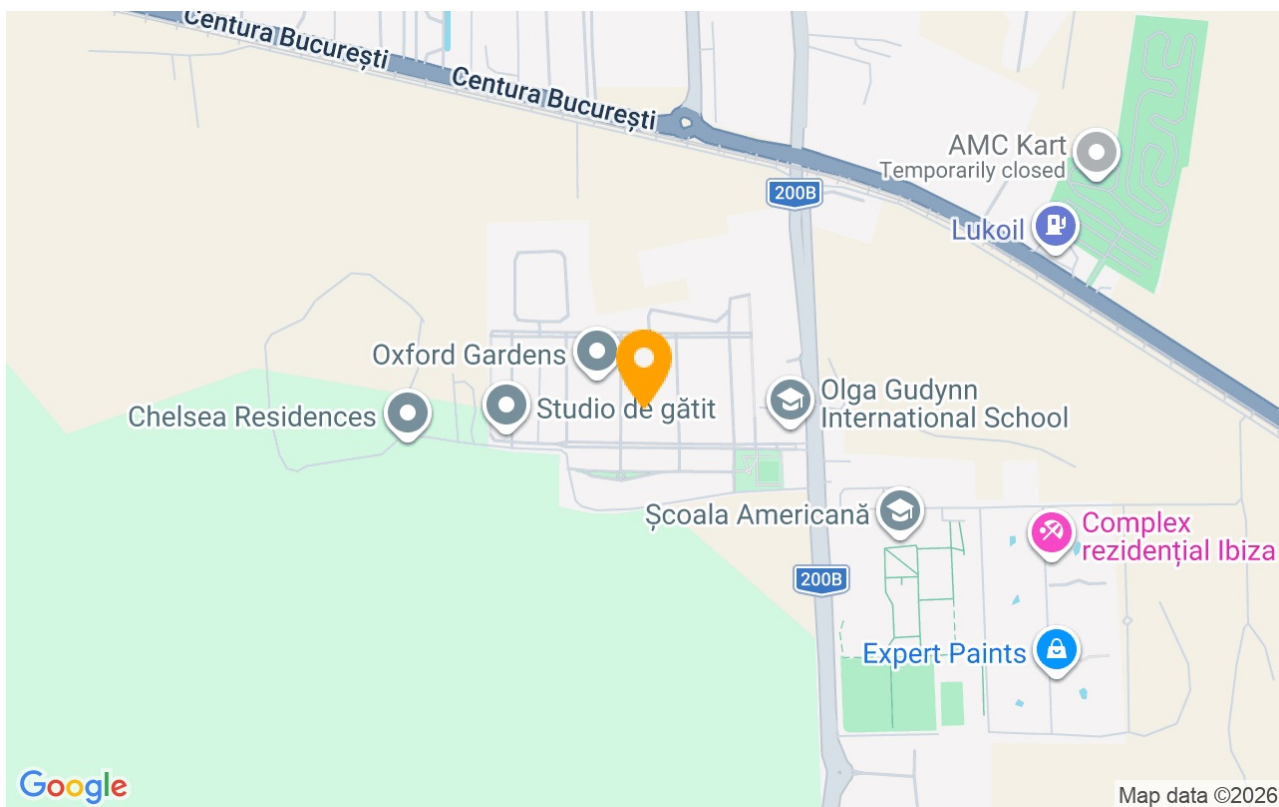 Centura București
Centura București
AMC Kart
Temporarily closed
200B
Lukoil
Oxford Gardens
Chelsea Residences
Studio de gătit
Olga Gudynn
International School
Școala Americană
Complex
rezidențial Ibiza
200B
Expert Paints
Google
Map data ©2026